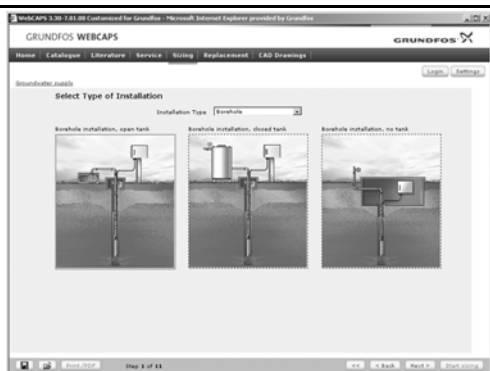 WebCAPS 3.30-7.01.00 Customized for Grundfos - Microsoft Internet Explorer provided by Grundfos
GRUNDFOS WEBCAPS
GRUNDFOS
Home Catalogue Literature Service Sizing Replacement CAD Drawings
Login Settings
Groundwater supply
Select Type of Installation
Installation Type Borehole
Borehole installation, open tank Borehole installation, closed tank Borehole installation, no tank
Print/PDF Step 1 of 11 << < Back Next > Start sizing